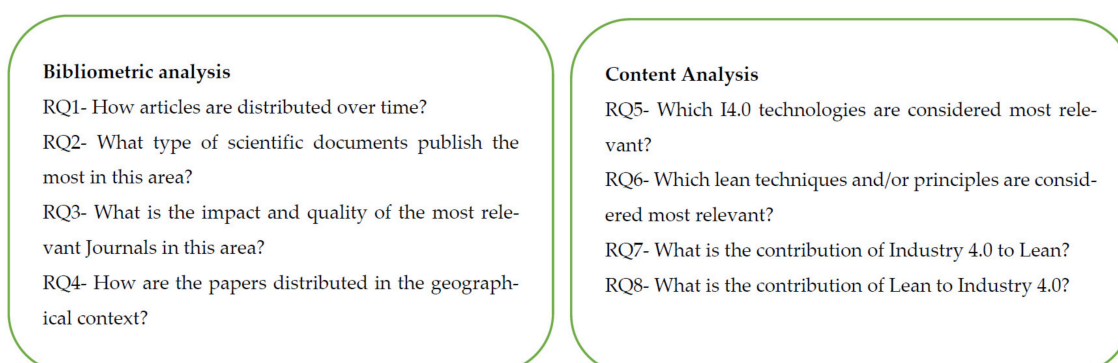 Bibliometric analysis
RQ1- How articles are distributed over time?
RQ2- What type of scientific documents publish the
most in this area?
RQ3- What is the impact and quality of the most rele-
vant Journals in this area?
RQ4- How are the papers distributed in the geograph-
ical context?
Content Analysis
RQ5- Which I4.0 technologies are considered most rele-
vant?
RQ6- Which lean techniques and/or principles are consid-
ered most relevant?
RQ7- What is the contribution of Industry 4.0 to Lean?
RQ8- What is the contribution of Lean to Industry 4.0?